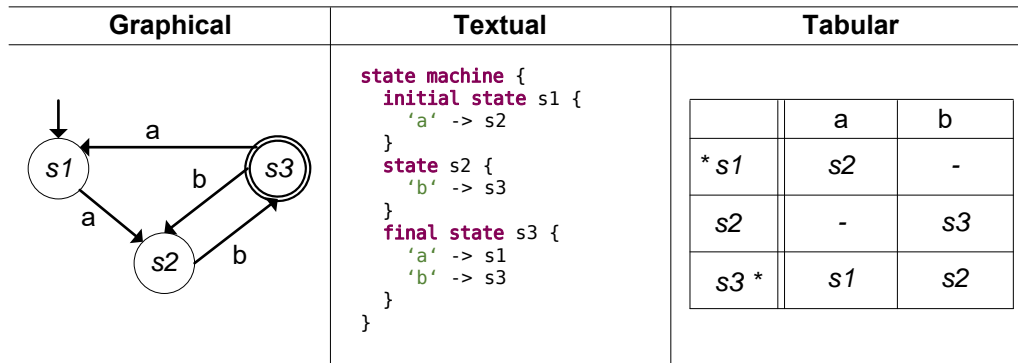 Graphical
Textual
Tabular
a
s1
s3
b
a
s2
b
state machine {
initial state s1 {
‘a‘ -> s2
}
state s2 {
‘b‘ -> s3
}
final state s3 {
‘a‘ -> s1
‘b‘ -> s3
}
}
a b
* s1 s2 -
s2 - s3
s3 * s1 s2